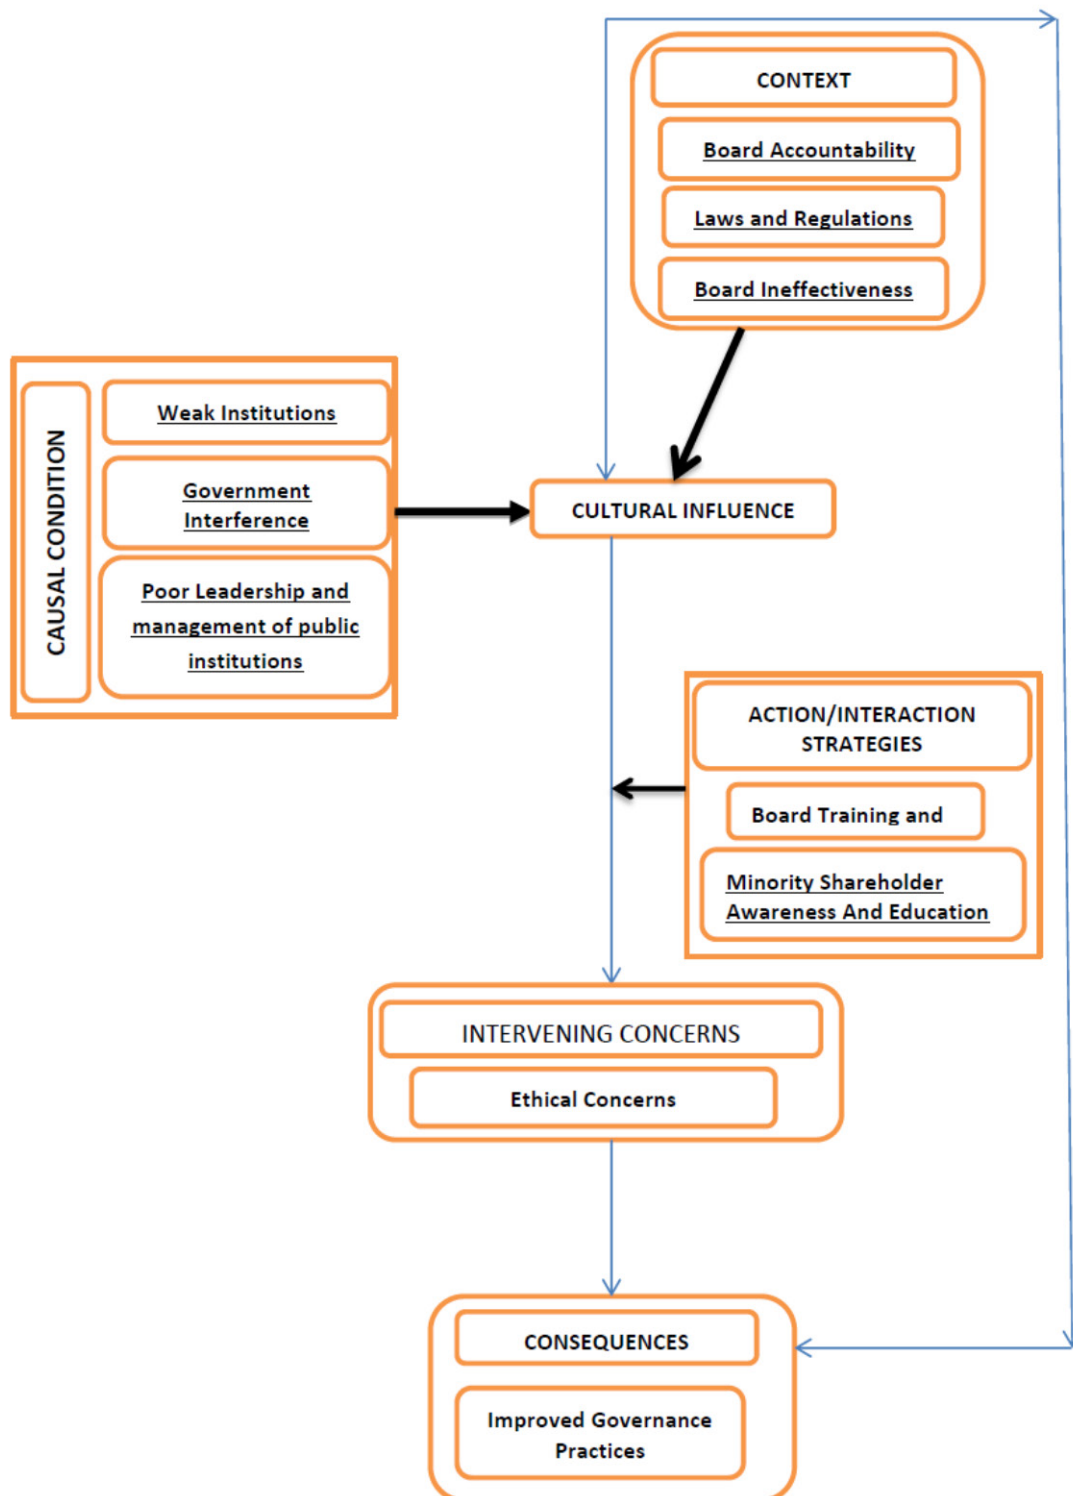 CONTEXT
Board Accountability
Laws and Regulations
Board Ineffectiveness
CAUSAL CONDITION
Weak Institutions
Government
Interference
Poor Leadership and
management of public
institutions
CULTURAL INFLUENCE
ACTION/INTERACTION
STRATEGIES
Board Training and
Minority Shareholder
Awareness And Education
INTERVENING CONCERNS
Ethical Concerns
CONSEQUENCES
Improved Governance
Practices